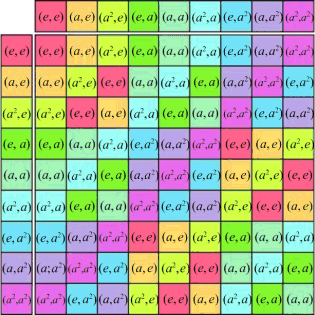 (e, e) (a, e) (a², e) (e, a) (a, a) (a², a) (e, a²) (a, a²) (a², a²)
(e, e) (e, e) (a, e) (a², e) (e, a) (a, a) (a², a) (e, a²) (a, a²) (a², a²)
(a, e) (a, e) (a², e) (e, e) (a, a) (a², a) (e, a) (a, a²) (a², a²) (e, a²)
(a², e) (a², e) (e, e) (a, e) (a², a) (e, a) (a, a) (a², a²) (e, a²) (a, a²)
(e, a) (e, a) (a, a) (a², a) (e, a²) (a, a²) (a², a²) (e, e) (a, e) (a², e)
(a, a) (a, a) (a², a) (e, a) (a, a²) (a², a²) (e, a²) (a, e) (a², e) (e, e)
(a², a) (a², a) (e, a) (a, a) (a², a²) (e, a²) (a, a²) (a², e) (e, e) (a, e)
(e, a²) (e, a²) (a, a²) (a², a²) (e, e) (a, e) (a², e) (e, a) (a, a) (a², a)
(a, a²) (a, a²) (a², a²) (e, a²) (a, e) (a², e) (e, e) (a, a) (a², a) (e, a)
(a², a²) (a², a²) (e, a²) (a, a²) (a², e) (e, e) (a, e) (a², a) (e, a) (a, a)